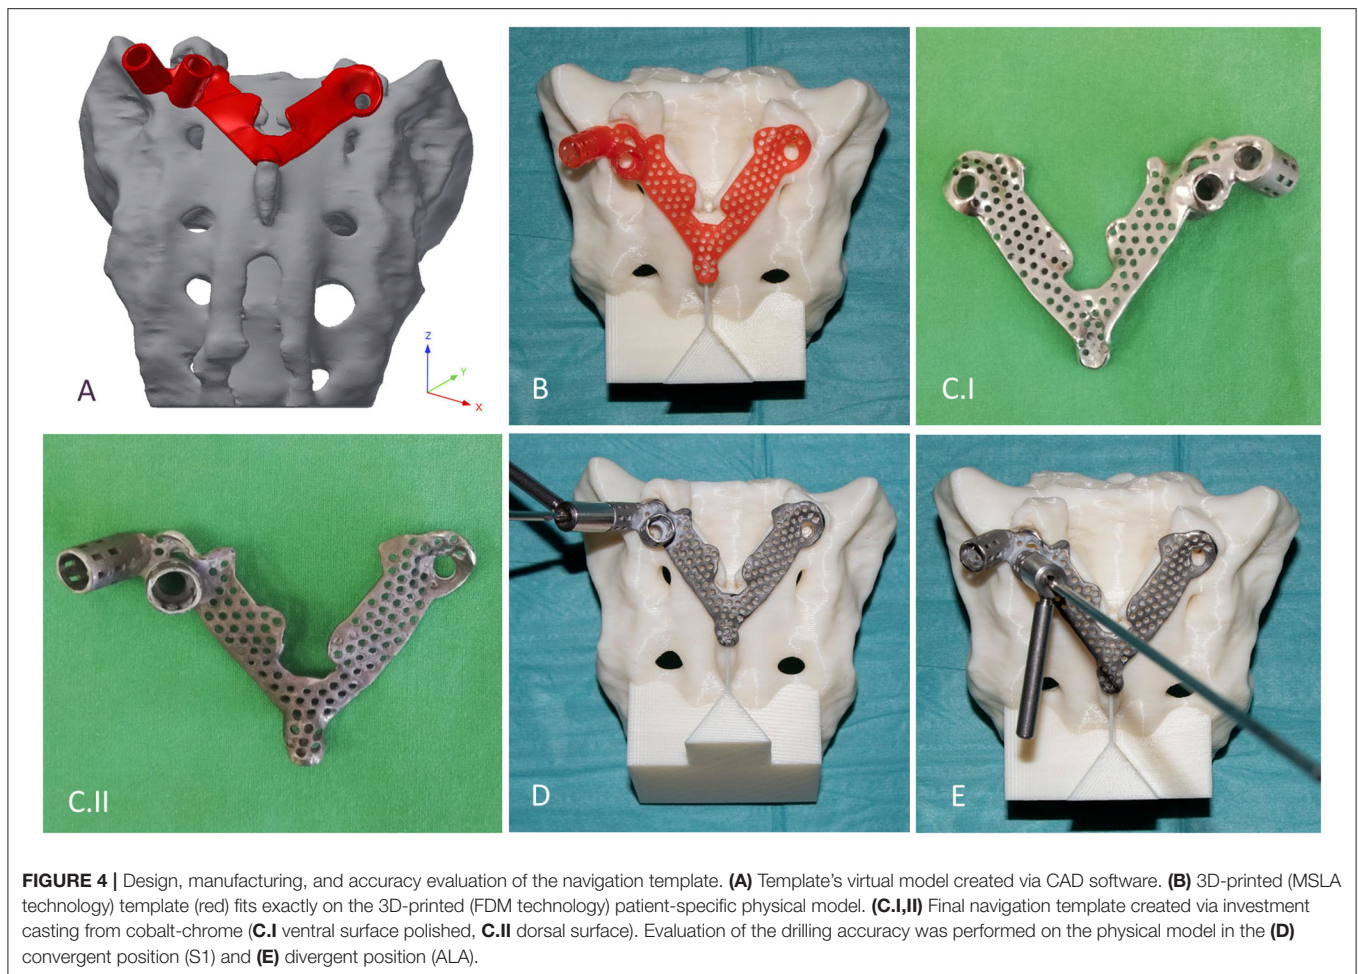 Z
Y
X
A
B
C.I
C.II
D
E
FIGURE 4 | Design, manufacturing, and accuracy evaluation of the navigation template. (A) Template's virtual model created via CAD software. (B) 3D-printed (MSLA
technology) template (red) fits exactly on the 3D-printed (FDM technology) patient-specific physical model. (C.I,II) Final navigation template created via investment
casting from cobalt-chrome (C.I ventral surface polished, C.II dorsal surface). Evaluation of the drilling accuracy was performed on the physical model in the (D)
convergent position (S1) and (E) divergent position (ALA).